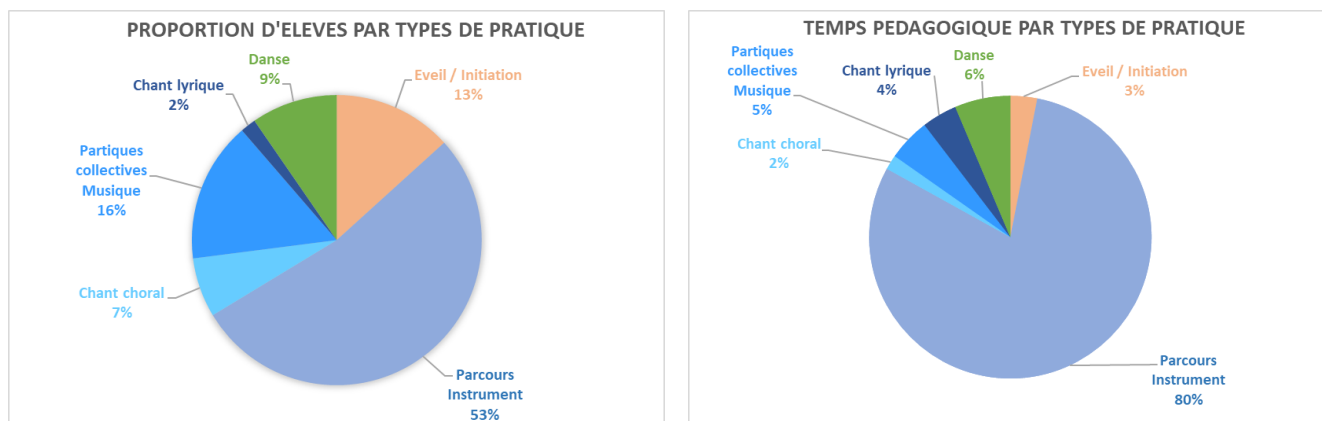 PROPORTION D'ELEVES PAR TYPES DE PRATIQUE
Danse
9%
Eveil / Initiation
13%
Chant lyrique
2%
Partiques
collectives
Musique
16%
Chant choral
7%
Parcours
Instrument
53%
TEMPS PEDAGOGIQUE PAR TYPES DE PRATIQUE
Partiques
collectives
Musique
5%
Chant lyrique
4%
Danse
6%
Eveil / Initiation
3%
Chant choral
2%
Parcours
Instrument
80%